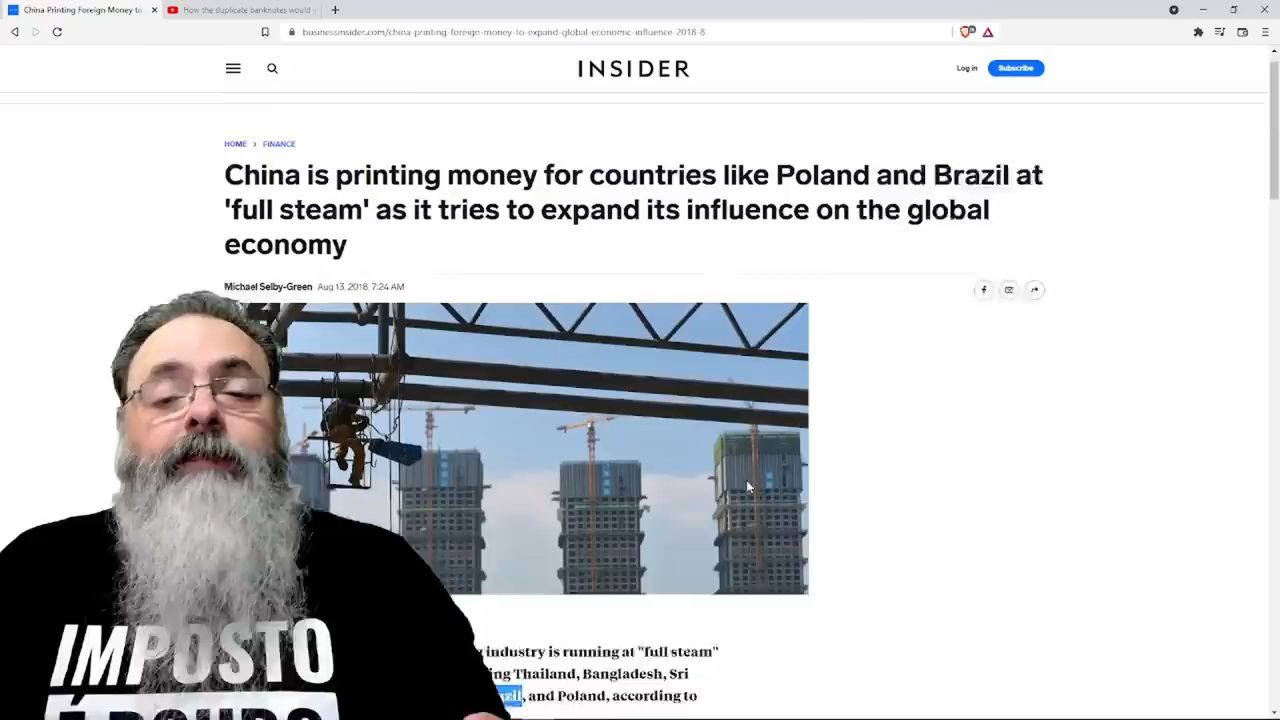 China Printing Foreign Money to
How the duplicate banknotes would
businessinsider.com/china-printing-foreign-money-to-expand-global-economic-influence-2018-8
INSIDER
Log in
Subscribe
HOME > FINANCE
China is printing money for countries like Poland and Brazil at
'full steam' as it tries to expand its influence on the global
economy
Michael Selby-Green Aug 13, 2018, 7:24 AM
industry is running at "full steam"
Thailand, Bangladesh, Sri
, and Poland, according to
IMPOSTO